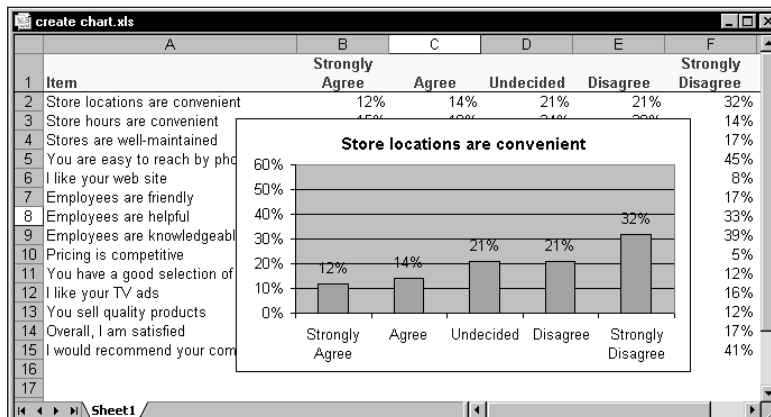 create chart.xls
A B C D E F
Strongly Strongly
1 Item Agree Agree Undecided Disagree Disagree
2 Store locations are convenient 12% 14% 21% 21% 32%
3 Store hours are convenient 14%
4 Stores are well-maintained 17%
5 You are easy to reach by pho 45%
6 I like your web site 8%
7 Employees are friendly 17%
8 Employees are helpful 33%
9 Employees are knowledgeabl 39%
10 Pricing is competitive 5%
11 You have a good selection of 12%
12 I like your TV ads 16%
13 You sell quality products 12%
14 Overall, I am satisfied 17%
15 I would recommend your com 41%
16
17
Store locations are convenient
60%
50%
40%
30%
20%
10%
0%
12% 14% 21% 21% 32%
Strongly Agree Undecided Disagree Strongly
Agree Disagree
Sheet1